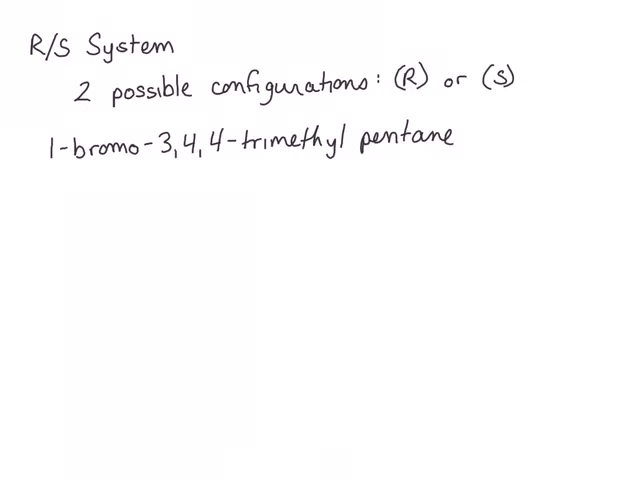 R/S System
2 possible configurations: (R) or (S)
1-bromo-3,4,4-trimethyl pentane